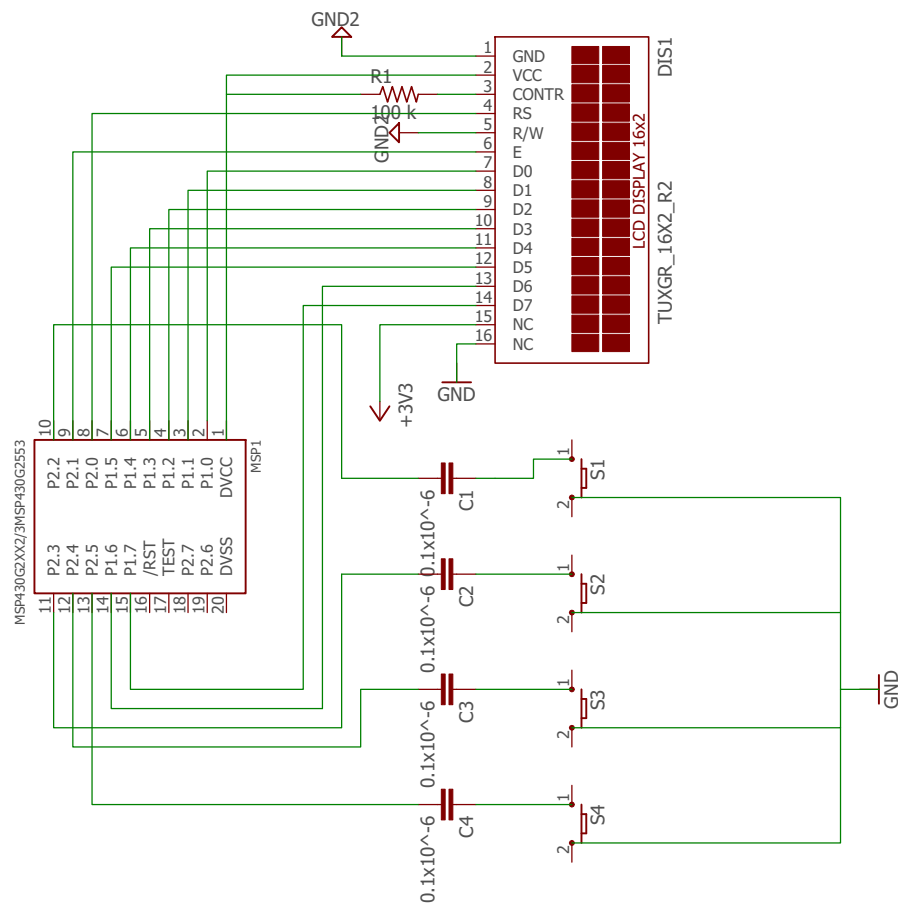 GND2
DIS1
1 GND
2 VCC
R1
3 CONTR
100 k
4 RS
GND2
5 R/W
6 E
7 D0
8 D1
9 D2
10 D3
11 D4
12 D5
13 D6
14 D7
15 NC
16 NC
LCD DISPLAY 16x2
TUXGR_16X2_R2
GND
+3V3
10 9 8 7 6 5 4 3 2 1
P2.2 P2.1 P2.0 P1.5 P1.4 P1.3 P1.2 P1.1 P1.0 DVCC
MSP1
MSP430G2XX2/3MSP430G2553
P2.3 P2.4 P2.5 P1.6 P1.7 /RST TEST P2.7 P2.6 DVSS
11 12 13 14 15 16 17 18 19 20
C1
0.1x10^-6
1
2
S1
C2
0.1x10^-6
1
2
S2
C3
0.1x10^-6
1
2
S3
GND
C4
0.1x10^-6
1
2
S4